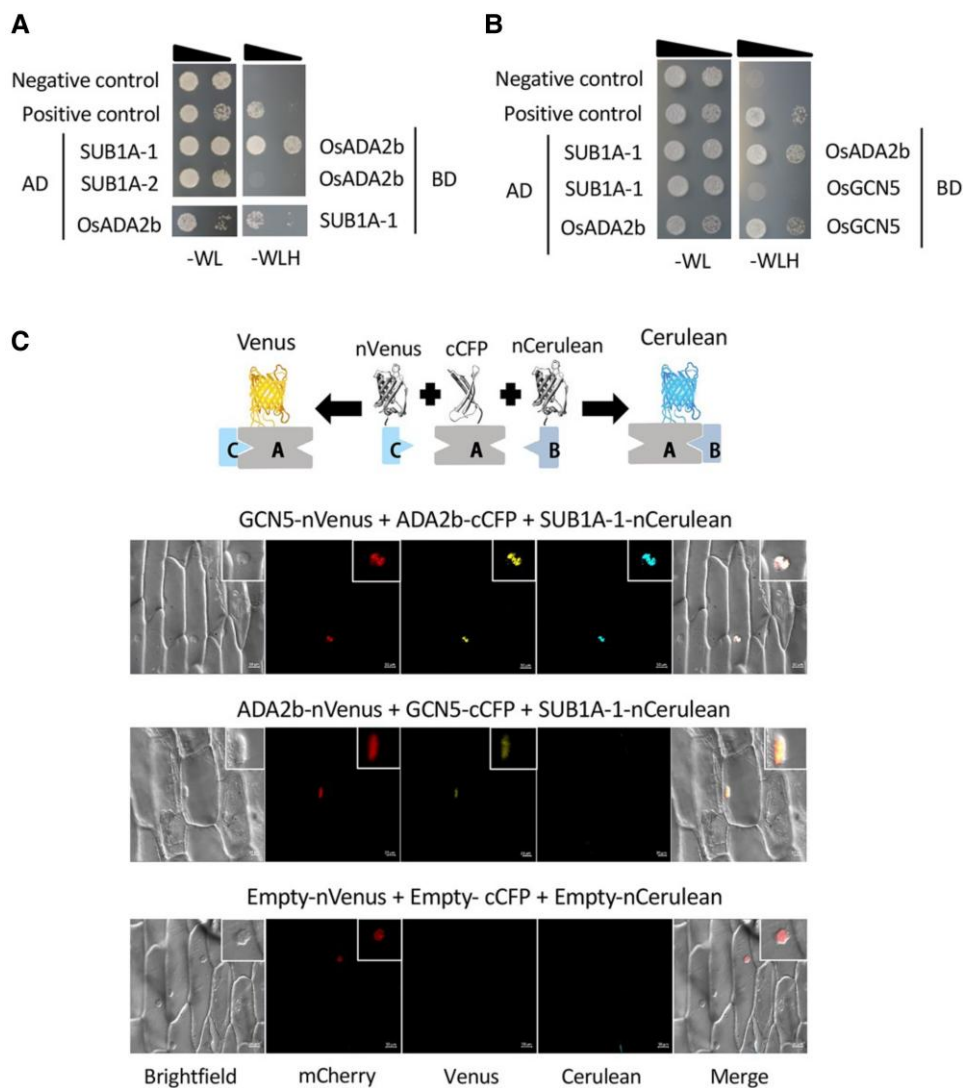 A
Negative control
Positive control
SUB1A-1 OsADA2b
AD SUB1A-2 OsADA2b BD
OsADA2b SUB1A-1
-WL -WLH
B
Negative control
Positive control
SUB1A-1 OsADA2b
AD SUB1A-1 OsGCN5 BD
OsADA2b OsGCN5
-WL -WLH
C
Venus nVenus cCFP nCerulean Cerulean
C A C A B A B
GCN5-nVenus + ADA2b-cCFP + SUB1A-1-nCerulean
ADA2b-nVenus + GCN5-cCFP + SUB1A-1-nCerulean
Empty-nVenus + Empty- cCFP + Empty-nCerulean
Brightfield mCherry Venus Cerulean Merge